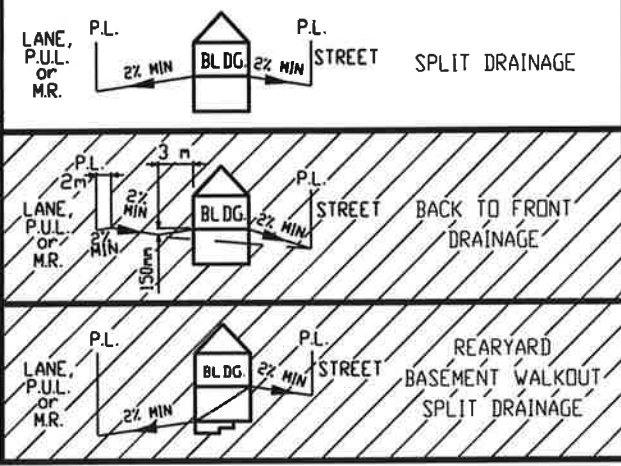 LANE,
P.U.L.
or
M.R.
P.L.
2% MIN
BLDG.
2% MIN
P.L.
STREET
SPLIT DRAINAGE
LANE,
P.U.L.
or
M.R.
P.L.
2m
2%
MIN
2%
MIN
3 m
150mm
BLDG.
2% MIN
P.L.
STREET
BACK TO FRONT
DRAINAGE
LANE,
P.U.L.
or
M.R.
P.L.
2% MIN
BLDG.
2% MIN
P.L.
STREET
REARYARD
BASEMENT WALKOUT
SPLIT DRAINAGE